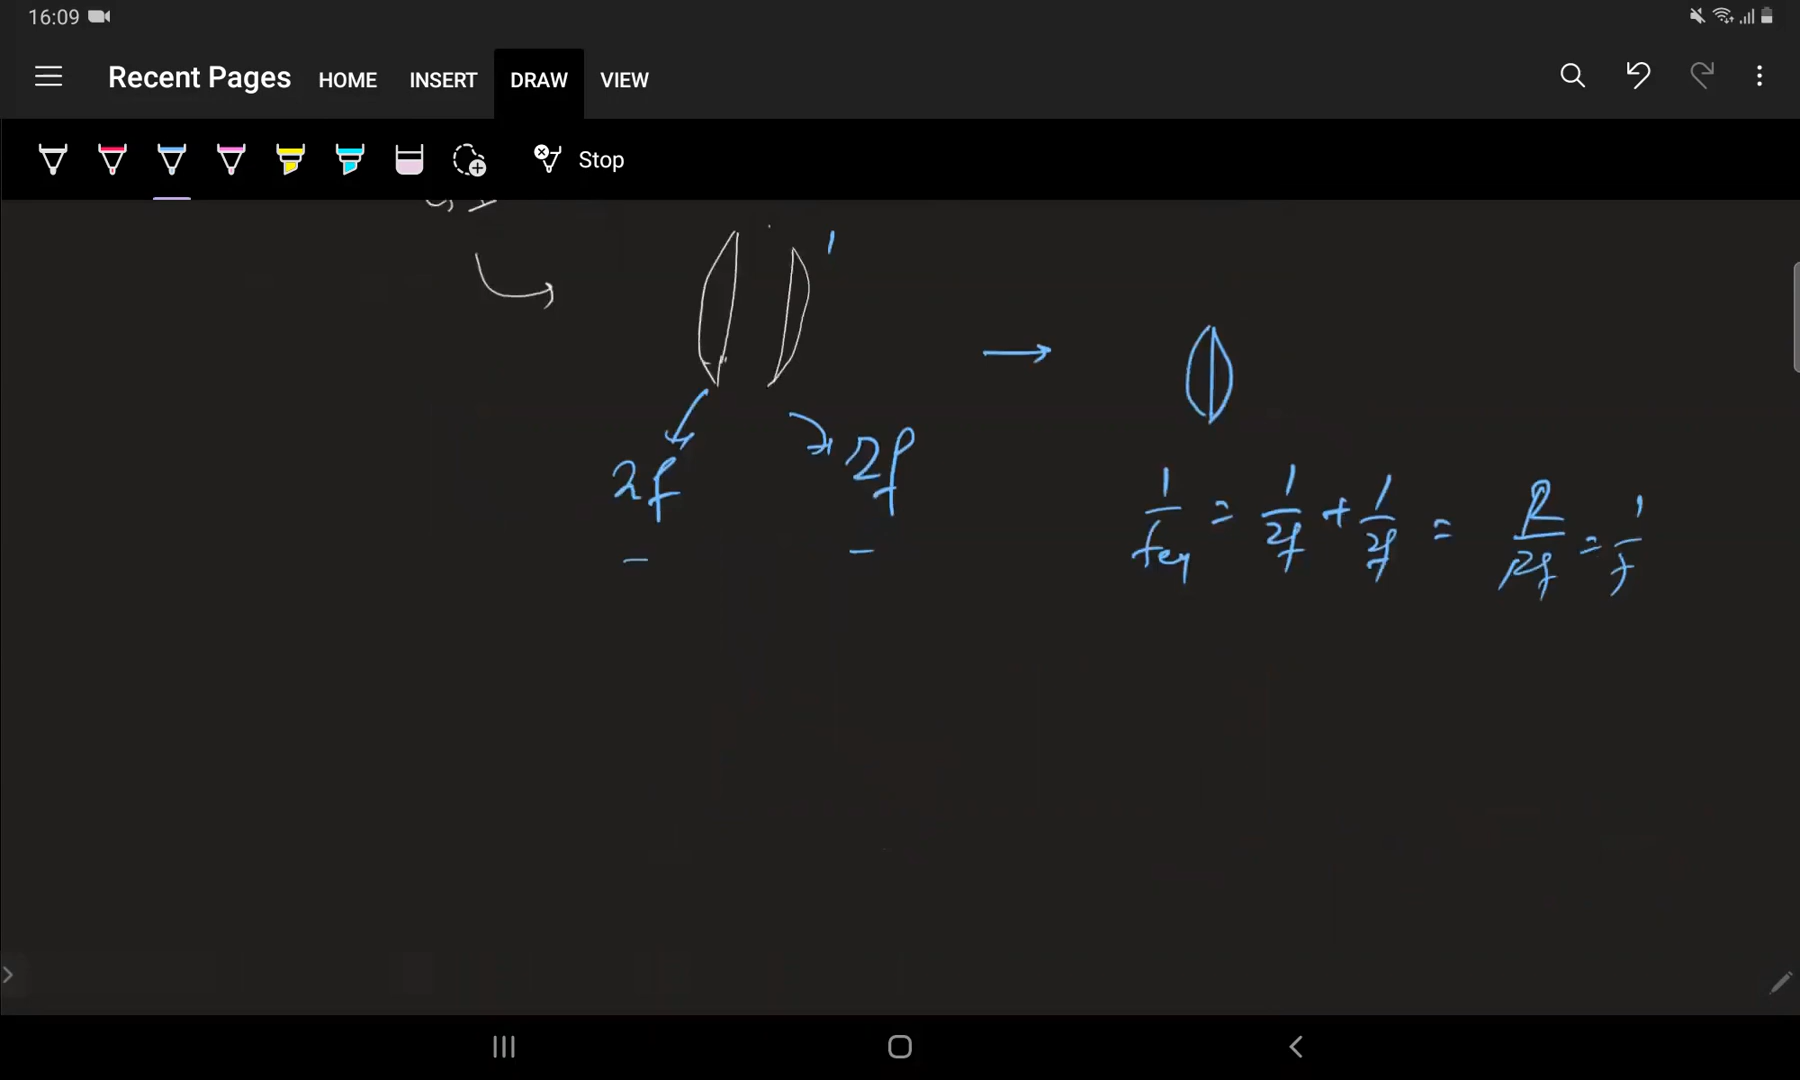 16:09
Recent Pages HOME INSERT DRAW VIEW
Stop
2f 2f
1/feq = 1/2f + 1/2f = 2/2f = 1/f